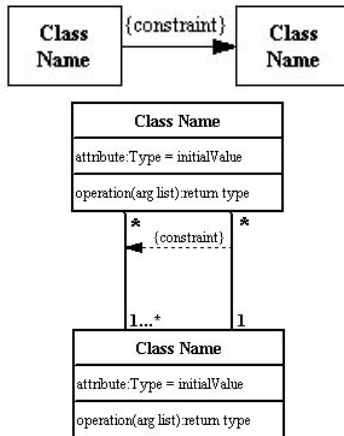 {constraint}
Class
Name
Class
Name
Class Name
attribute:Type = initialValue
operation(arg list):return type
* *
{constraint}
1...* 1
Class Name
attribute:Type = initialValue
operation(arg list):return type